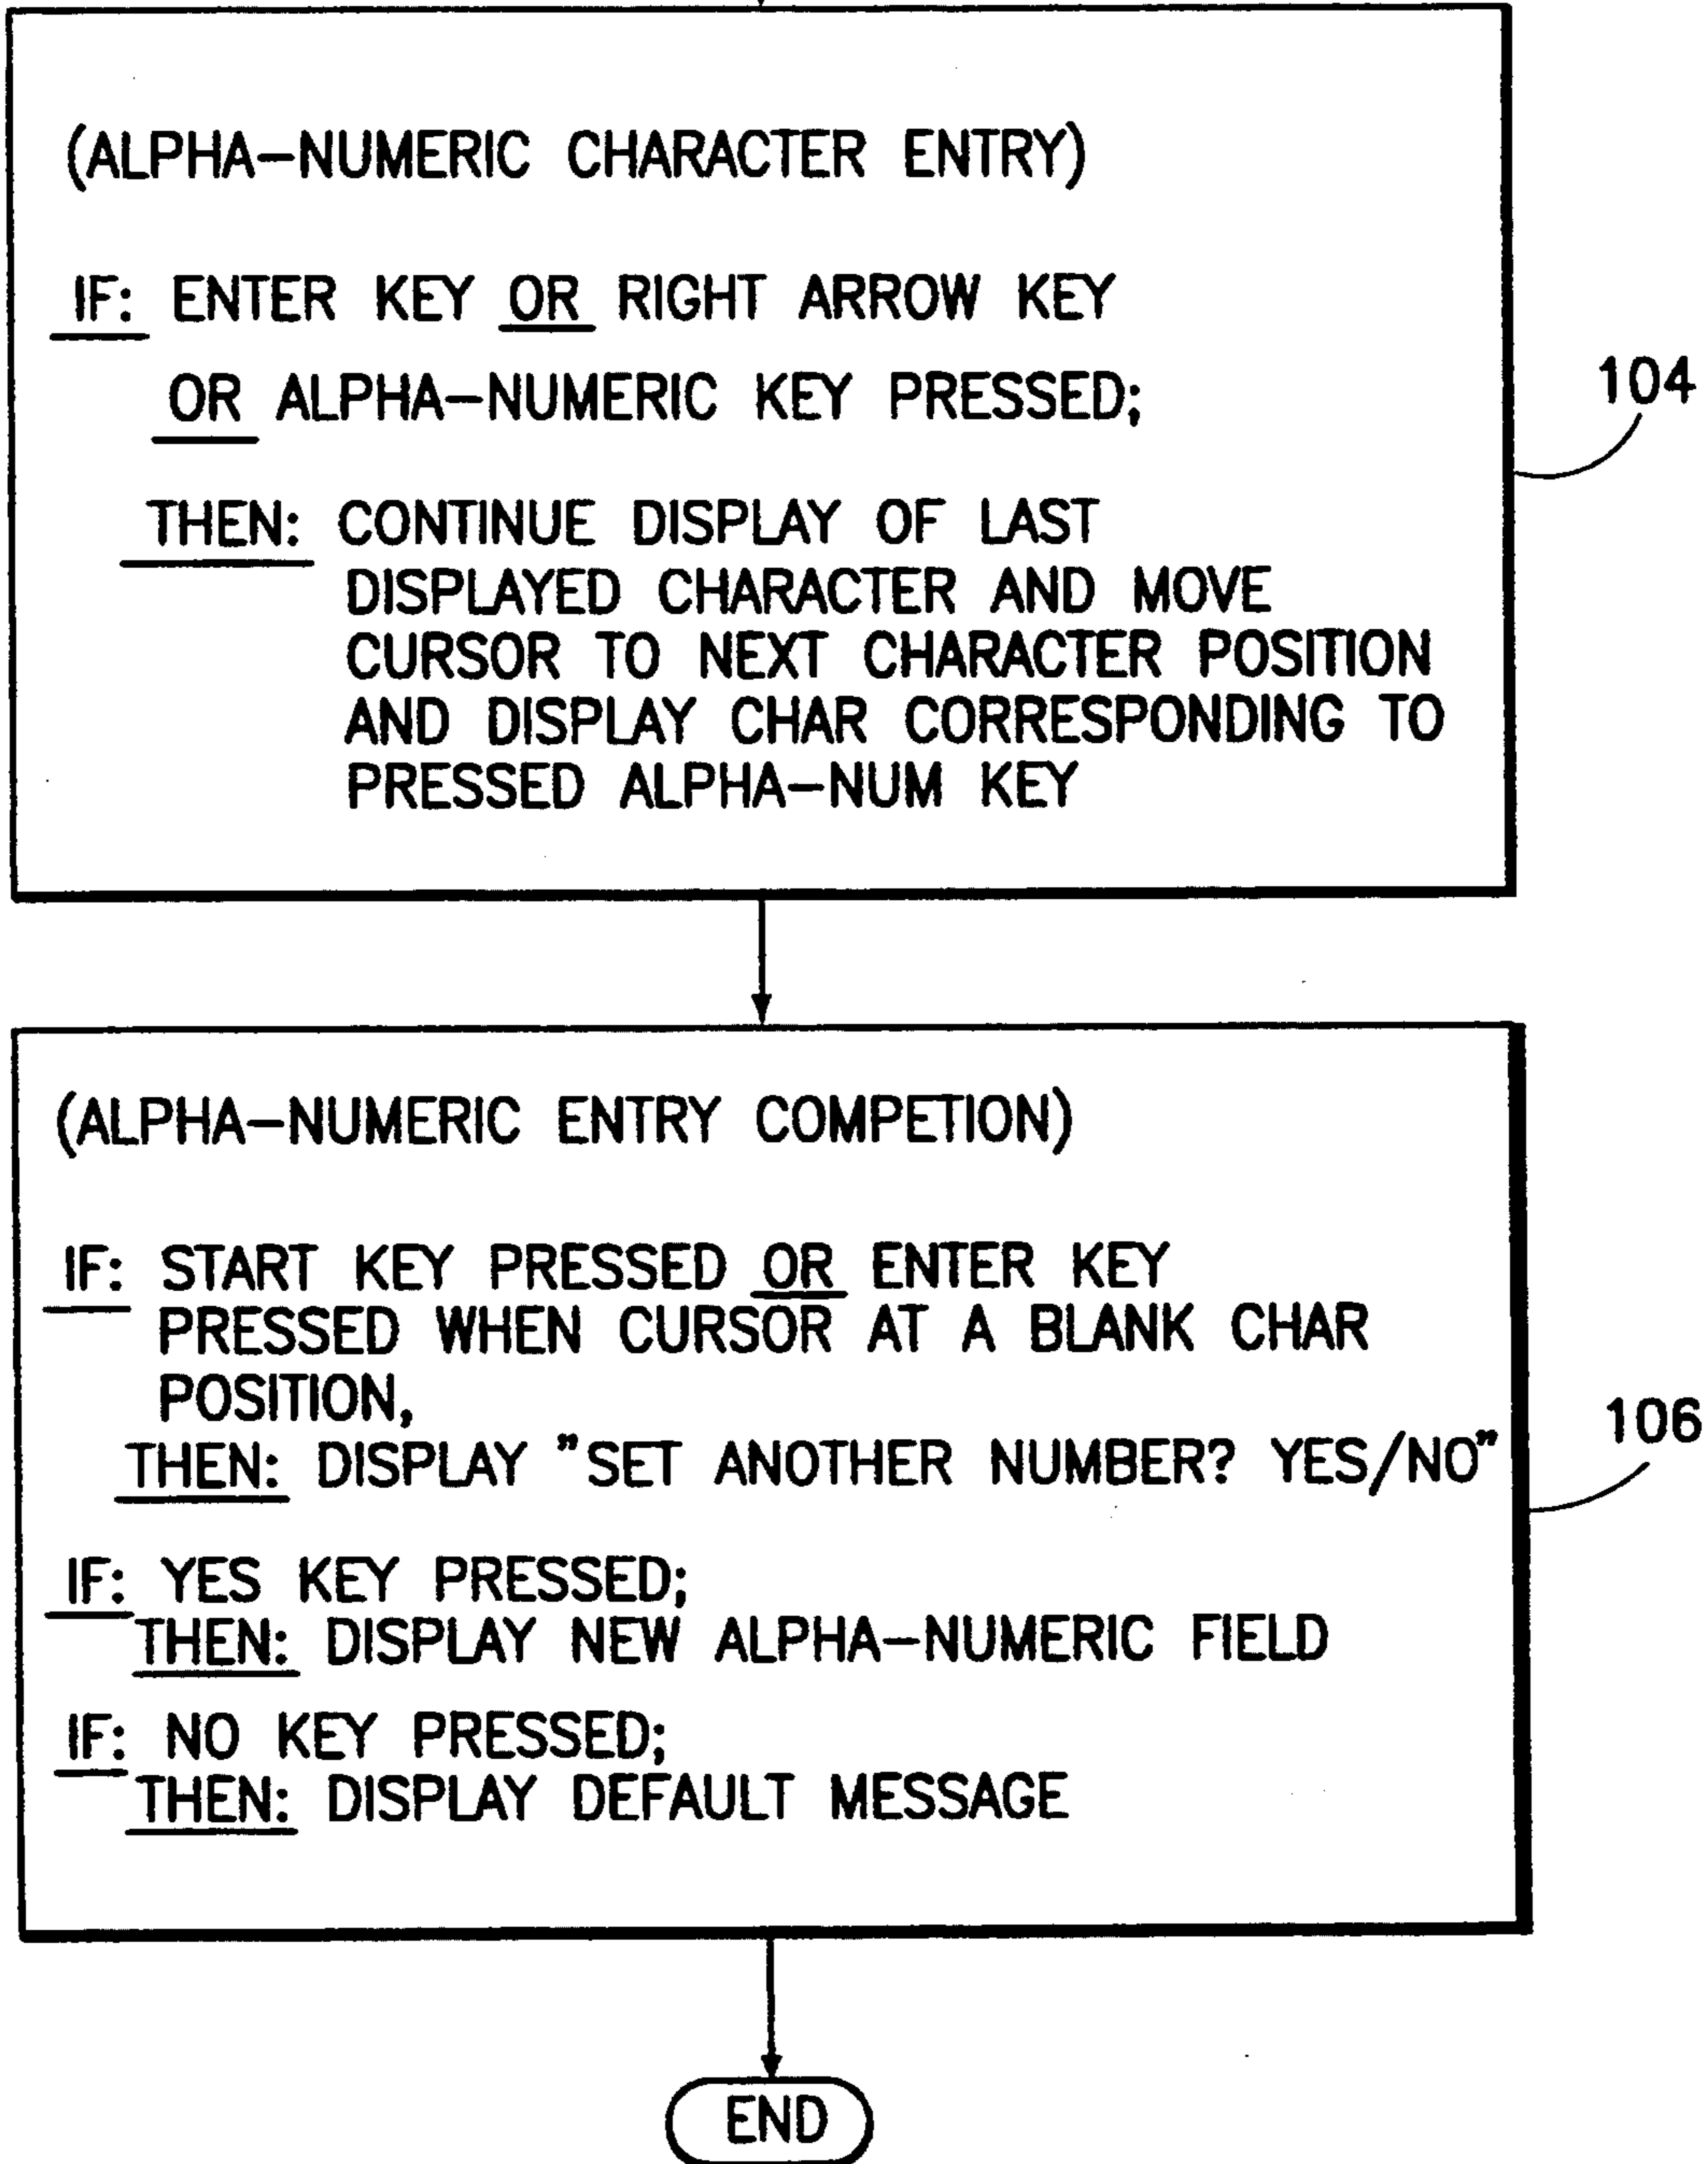 (ALPHA-NUMERIC CHARACTER ENTRY)
IF: ENTER KEY OR RIGHT ARROW KEY
OR ALPHA-NUMERIC KEY PRESSED;
104
THEN: CONTINUE DISPLAY OF LAST
DISPLAYED CHARACTER AND MOVE
CURSOR TO NEXT CHARACTER POSITION
AND DISPLAY CHAR CORRESPONDING TO
PRESSED ALPHA-NUM KEY
(ALPHA-NUMERIC ENTRY COMPETION)
IF: START KEY PRESSED OR ENTER KEY
PRESSED WHEN CURSOR AT A BLANK CHAR
POSITION,
106
THEN: DISPLAY "SET ANOTHER NUMBER? YES/NO"
IF: YES KEY PRESSED;
THEN: DISPLAY NEW ALPHA-NUMERIC FIELD
IF: NO KEY PRESSED;
THEN: DISPLAY DEFAULT MESSAGE
END